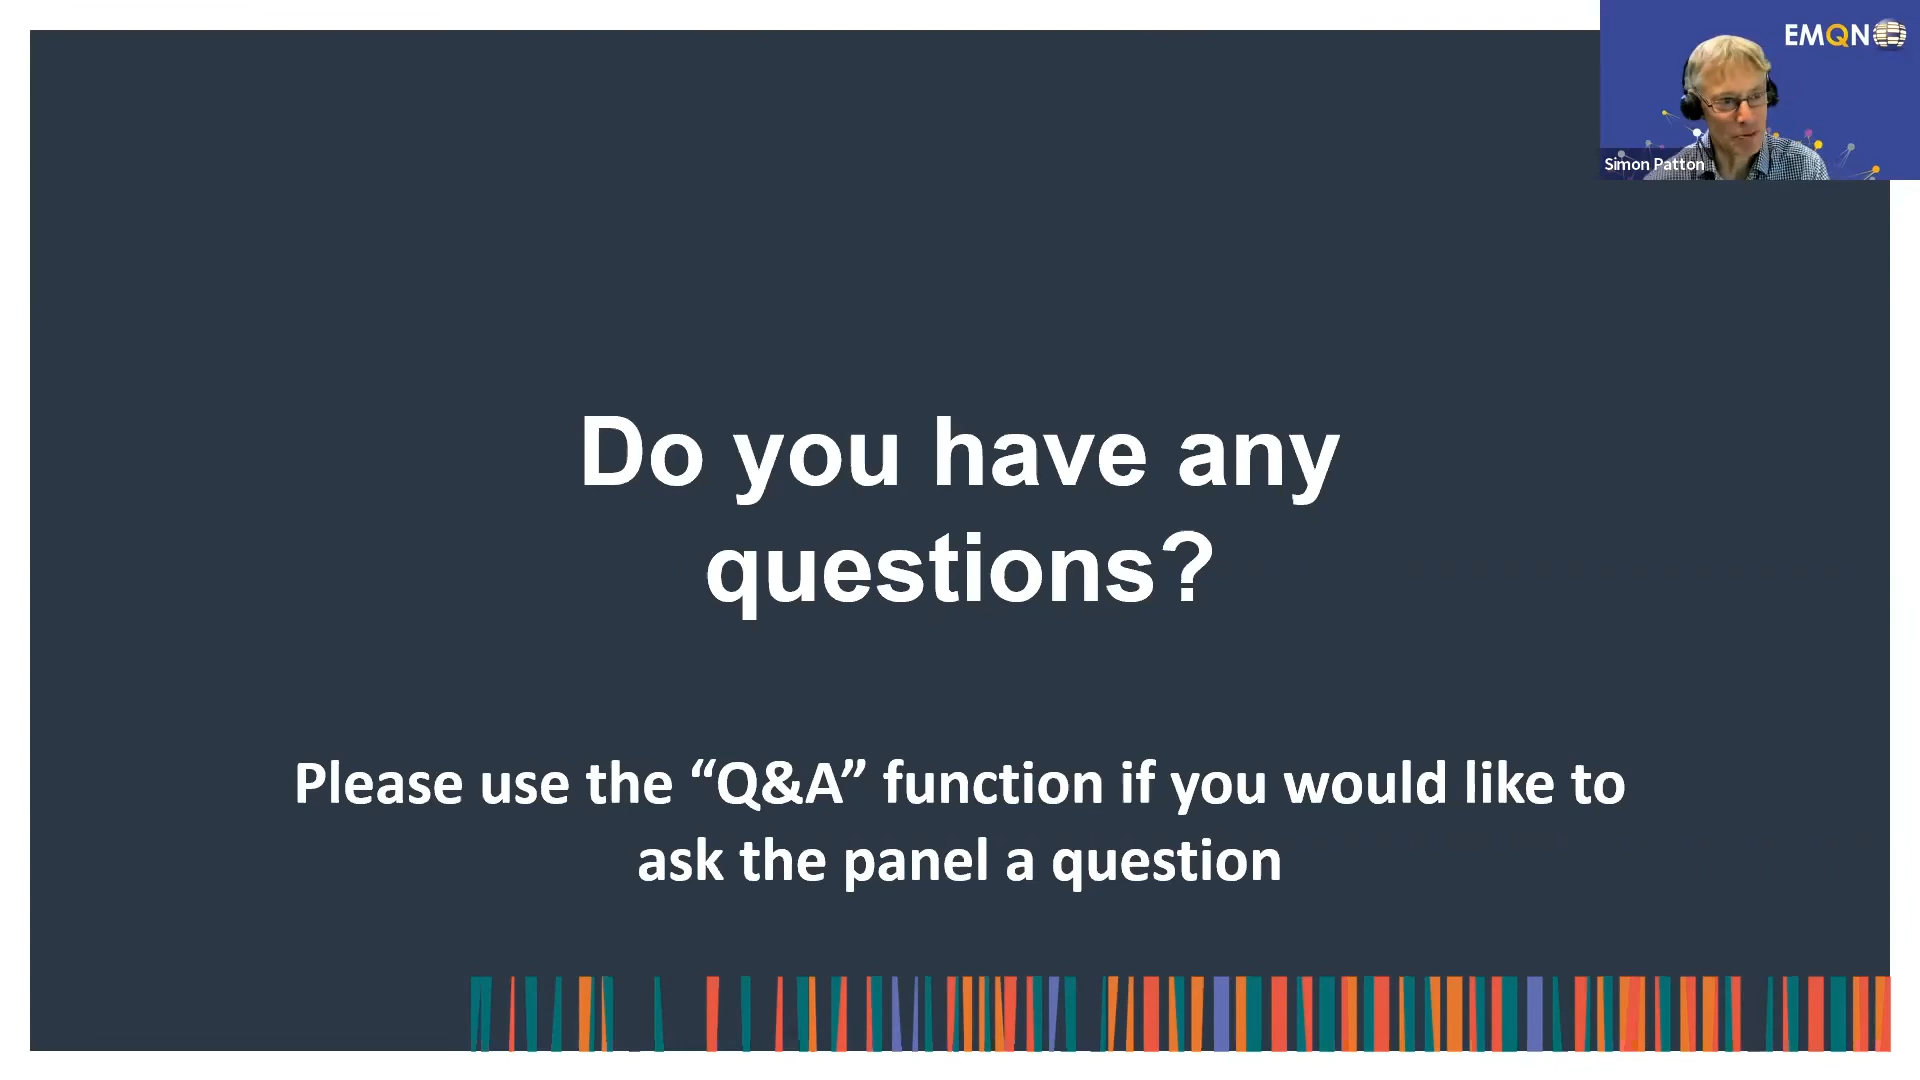 EMQN
Simon Patton
Do you have any
questions?
Please use the “Q&A” function if you would like to
ask the panel a question